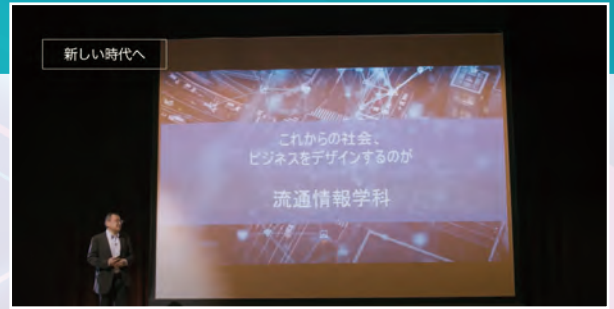 新しい時代へ
これからの社会、
ビジネスをデザインするのが
流通情報学科